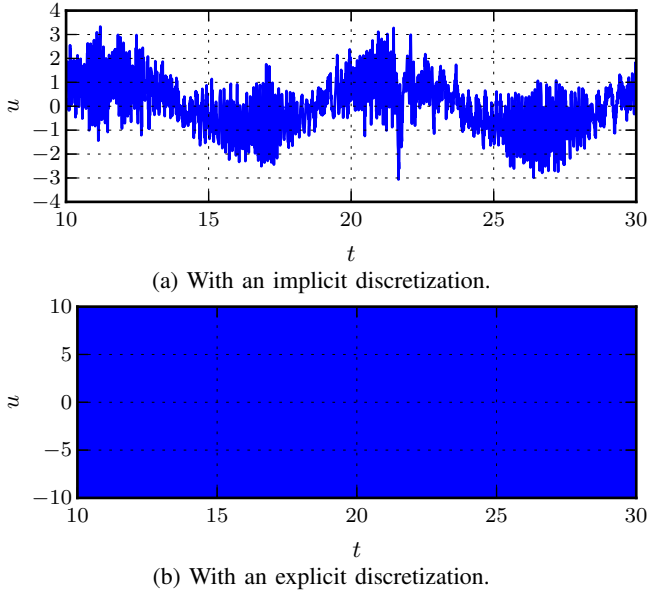 4
3
2
1
0
−1
−2
−3
−4
u
10 15 20 25 30
t
(a) With an implicit discretization.
10
5
0
−5
−10
u
10 15 20 25 30
t
(b) With an explicit discretization.